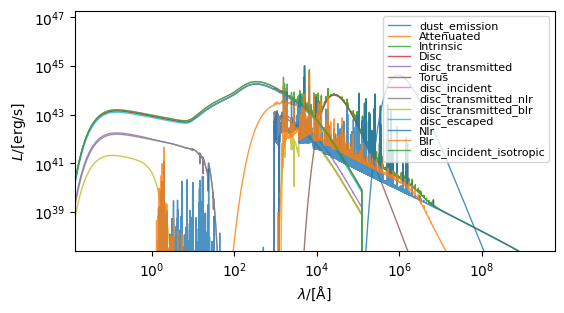 10^47
10^45
10^43
10^41
10^39
L/[erg/s]
10^0
10^2
10^4
10^6
10^8
λ/[Å]
dust_emission
Attenuated
Intrinsic
Disc
disc_transmitted
Torus
disc_incident
disc_transmitted_nlr
disc_transmitted_blr
disc_escaped
Nlr
Blr
disc_incident_isotropic